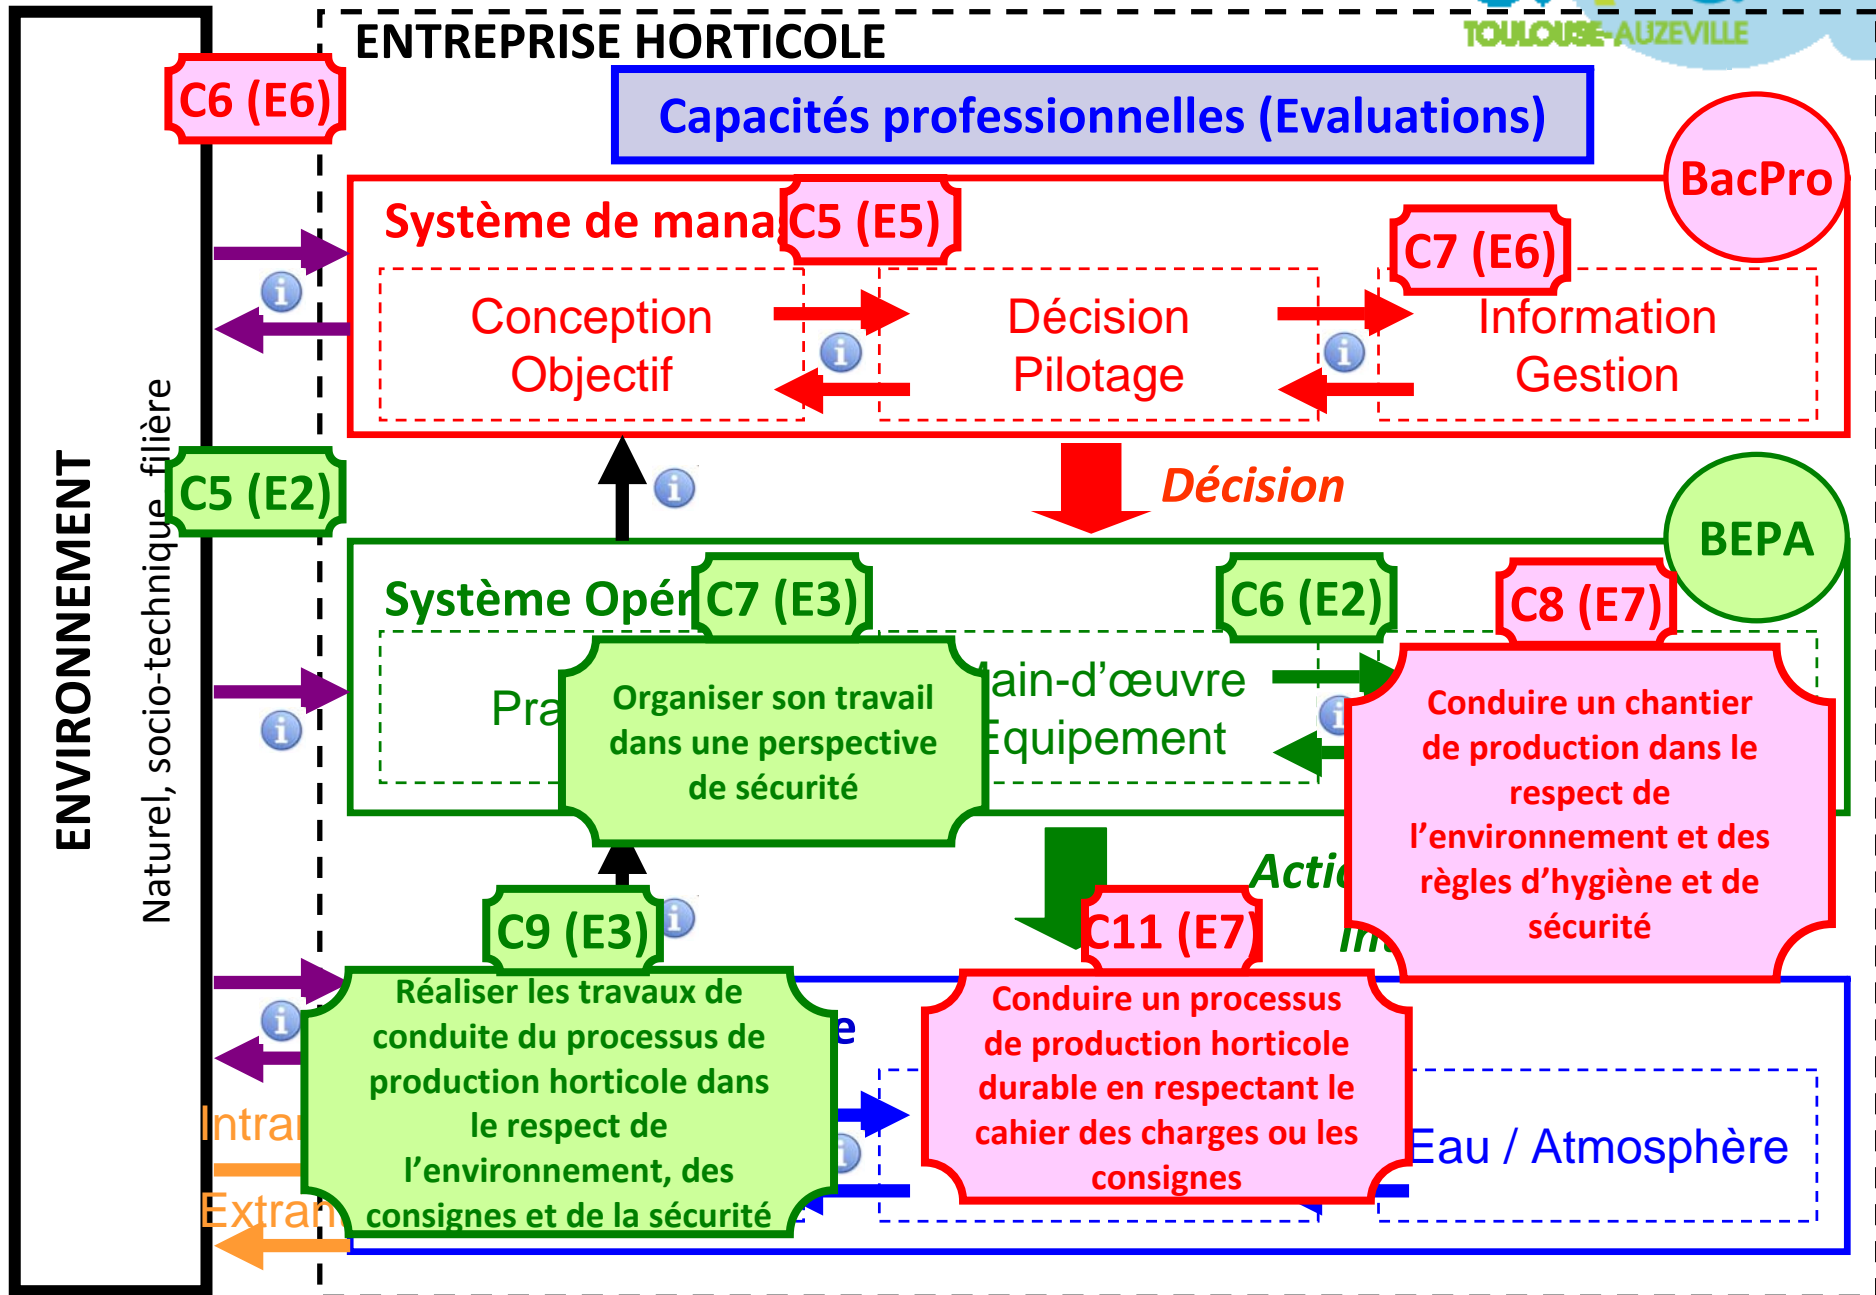 TOULOUSE-AUZEVILLE
ENTREPRISE HORTICOLE
C6 (E6)
Capacités professionnelles (Evaluations)
BacPro
Système de mana
C5 (E5)
C7 (E6)
Conception
Objectif
Décision
Pilotage
Information
Gestion
ENVIRONNEMENT
Naturel, socio-technique, filière
C5 (E2)
Décision
BEPA
Système Opér
C7 (E3)
C6 (E2)
C8 (E7)
Pra
Organiser son travail
dans une perspective
de sécurité
ain-d'œuvre
Equipement
Conduire un chantier
de production dans le
respect de
l'environnement et des
règles d'hygiène et de
sécurité
Actio
C9 (E3)
C11 (E7)
Int
Réaliser les travaux de
conduite du processus de
production horticole dans
le respect de
l'environnement, des
consignes et de la sécurité
e
Conduire un processus
de production horticole
durable en respectant le
cahier des charges ou les
consignes
Intra
Extran
Eau / Atmosphère